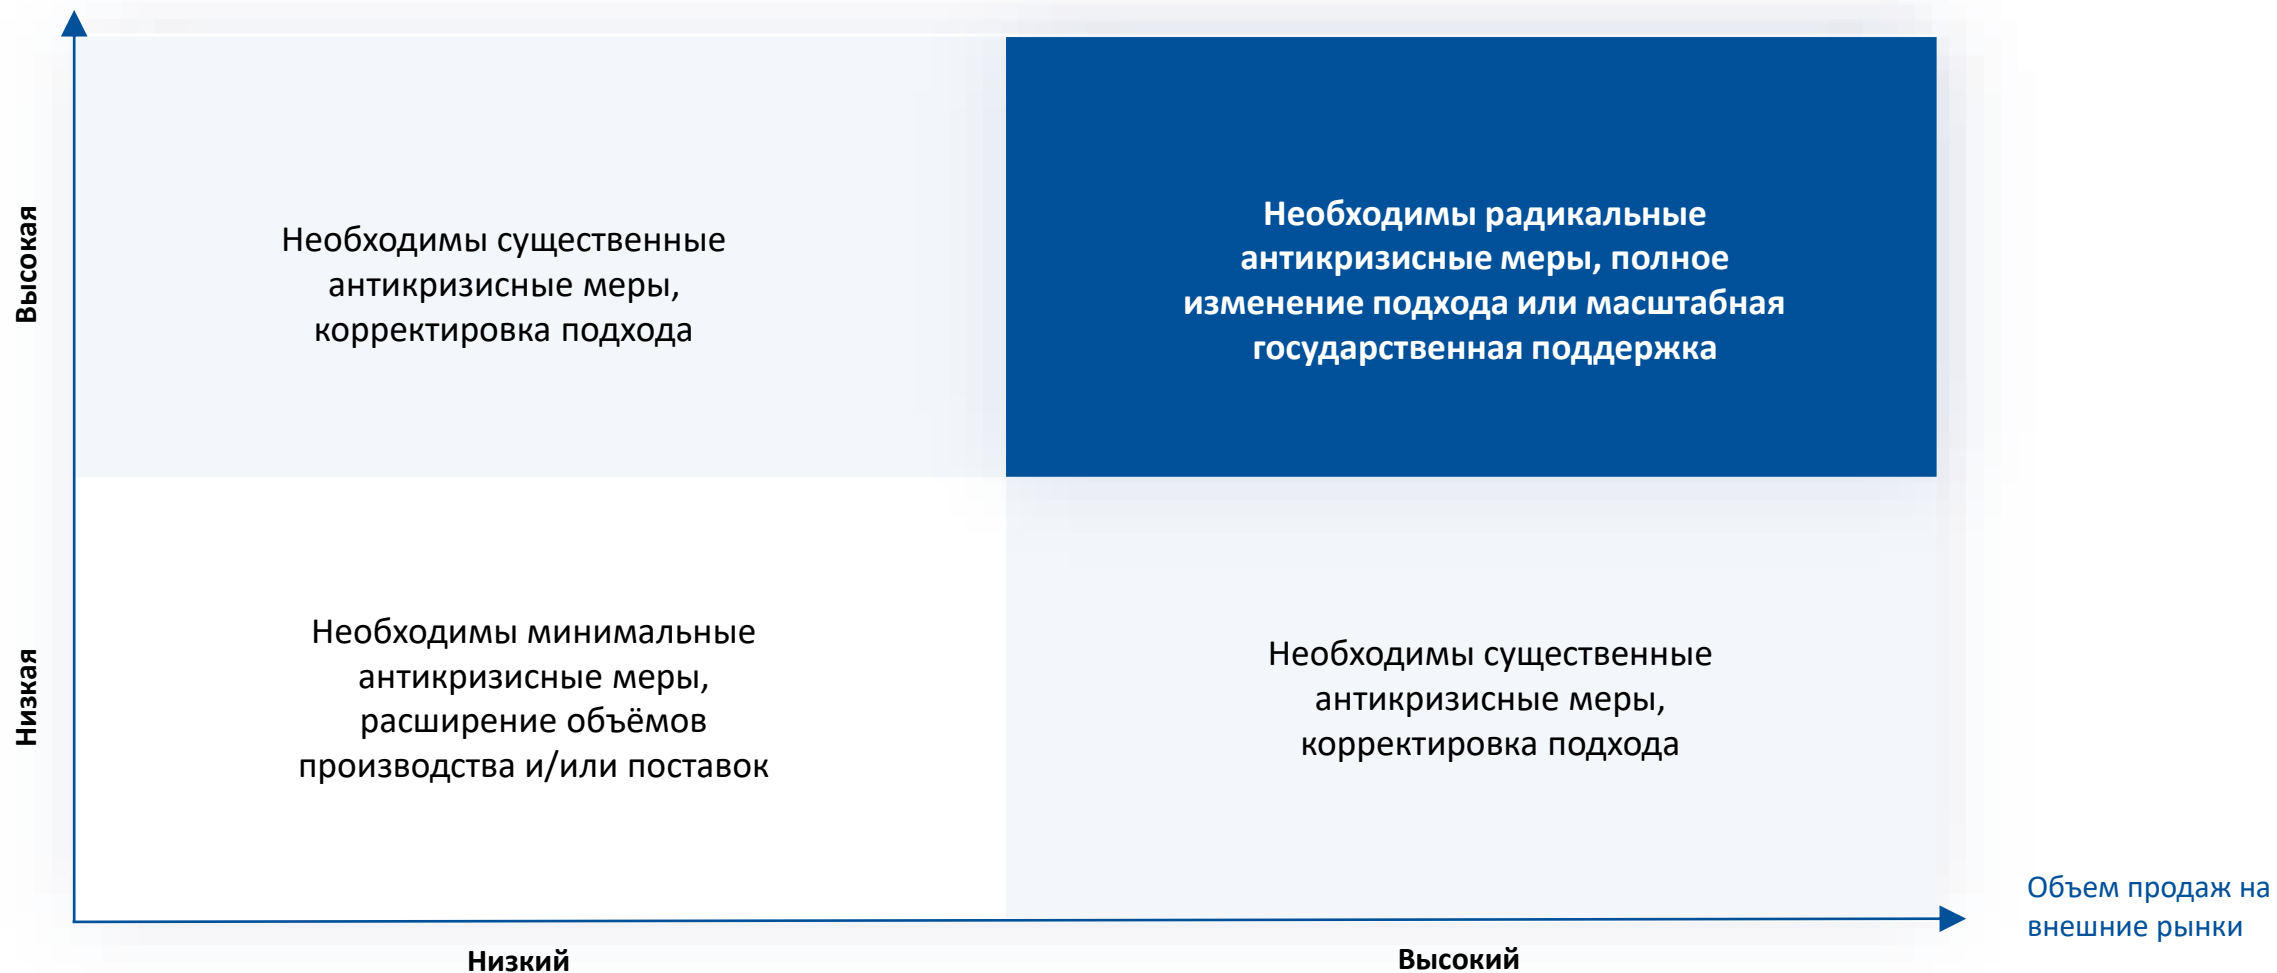 Высокая
Необходимы существенные
антикризисные меры,
корректировка подхода
Необходимы радикальные
антикризисные меры, полное
изменение подхода или масштабная
государственная поддержка
Низкая
Необходимы минимальные
антикризисные меры,
расширение объёмов
производства и/или поставок
Необходимы существенные
антикризисные меры,
корректировка подхода
Объем продаж на
внешние рынки
Низкий
Высокий